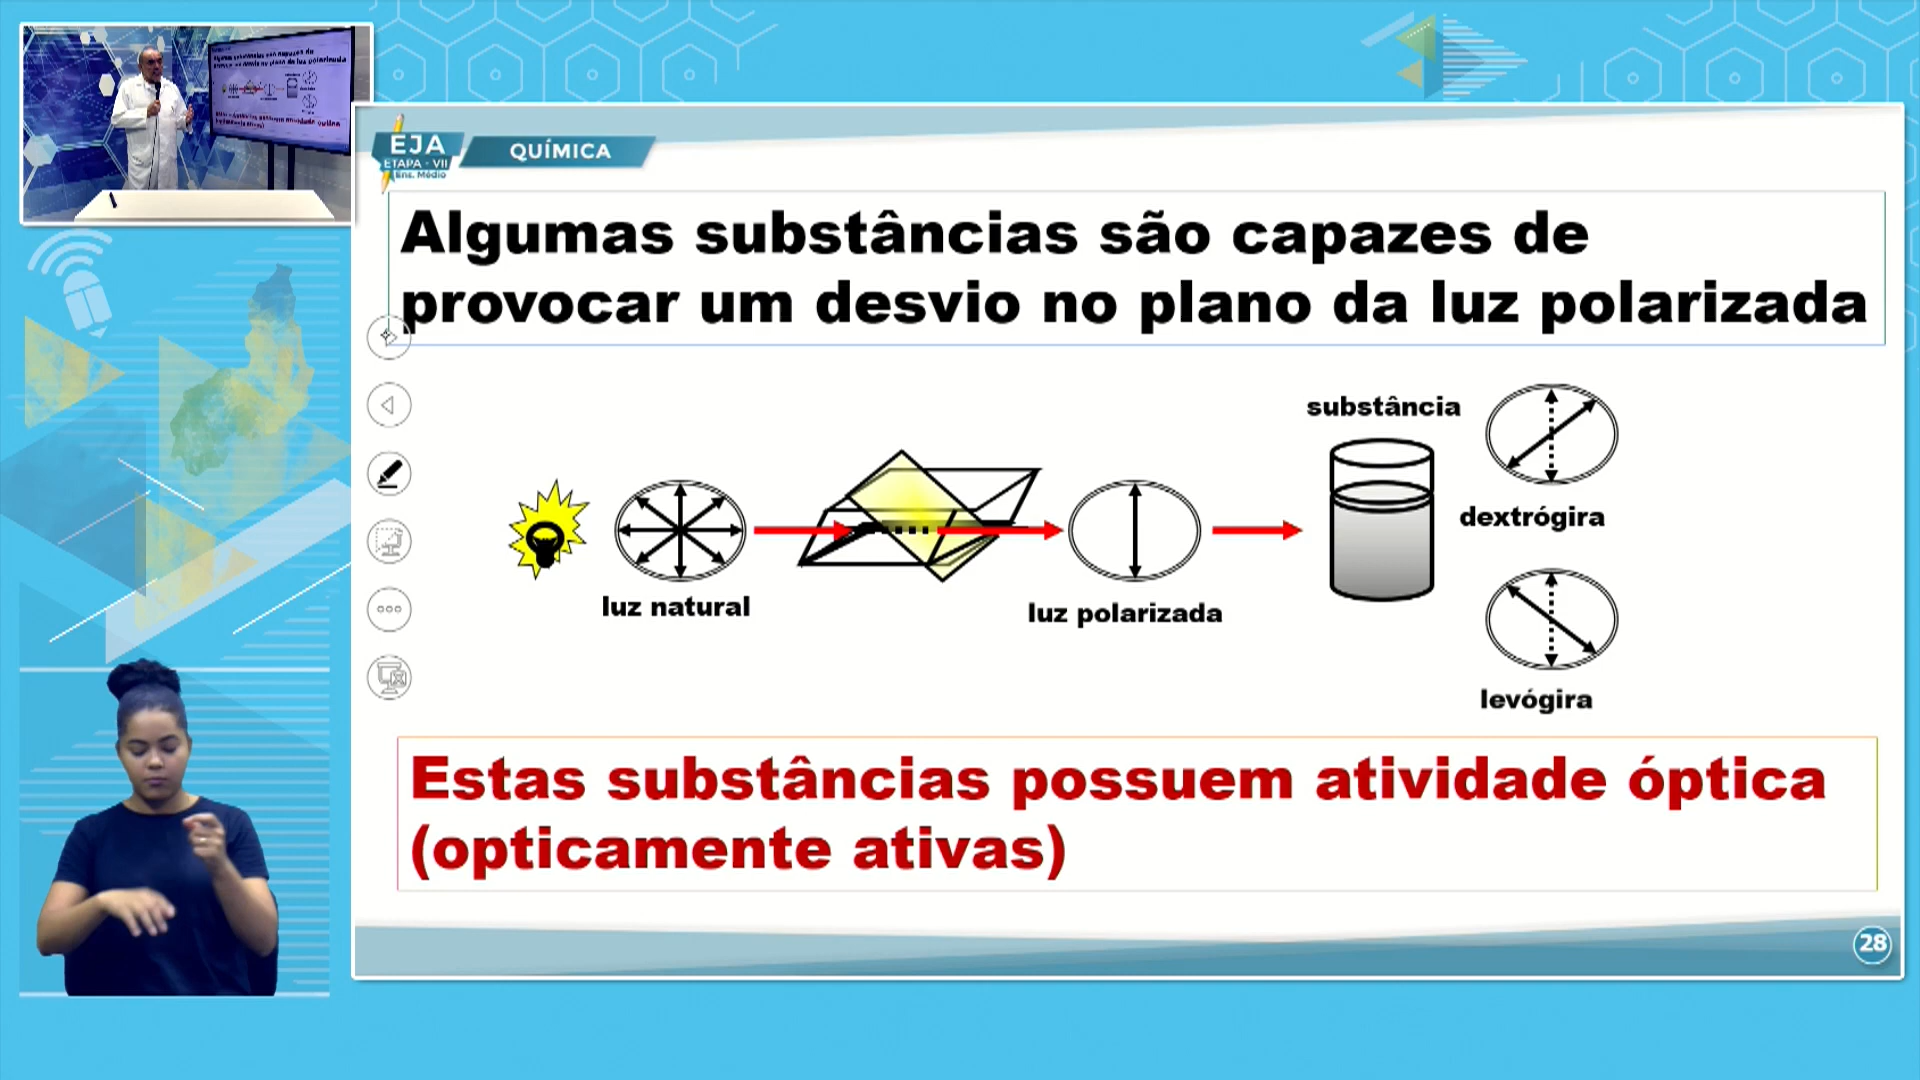 EJA
ETAPA - VII
Ens. Médio
QUÍMICA
Algumas substâncias são capazes de
provocar um desvio no plano da luz polarizada
substância
dextrógira
luz natural
luz polarizada
levógira
Estas substâncias possuem atividade óptica
(opticamente ativas)
28